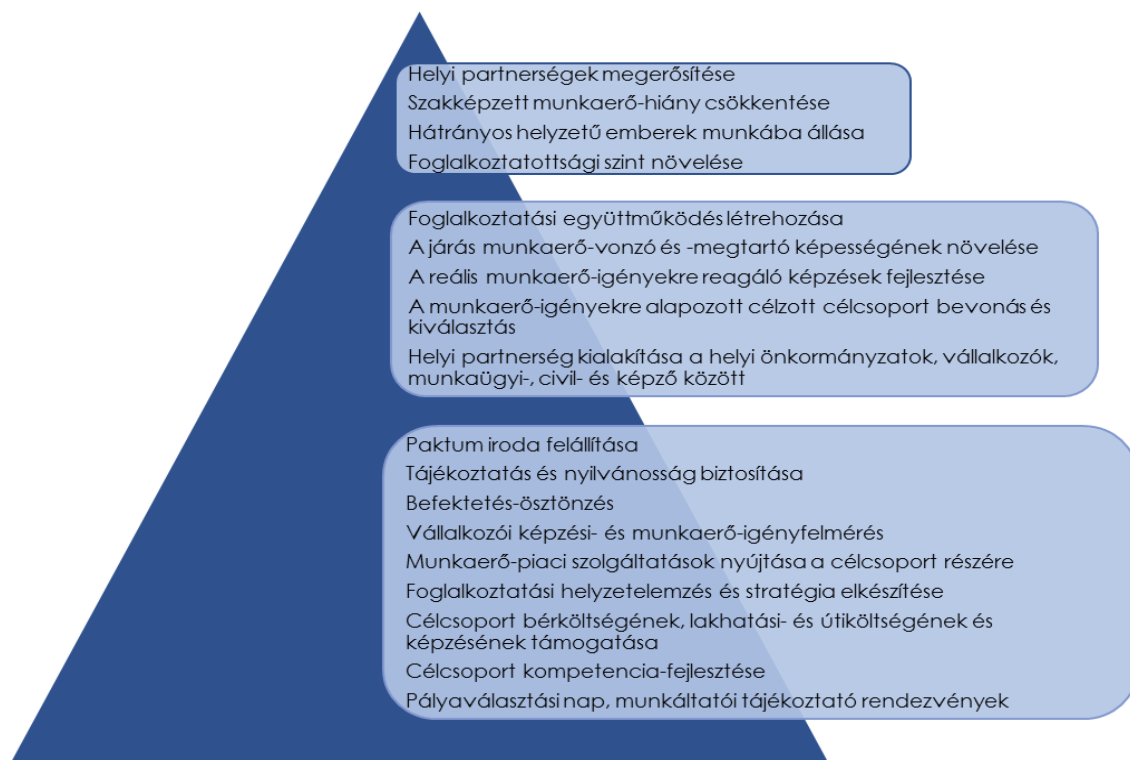 Helyi partnerségek megerősítése
Szakképzett munkaerő-hiány csökkentése
Hátrányos helyzetű emberek munkába állása
Foglalkoztatottsági szint növelése
Foglalkoztatási együttműködés létrehozása
A járás munkaerő-vonzó és -megtartó képességének növelése
A reális munkaerő-igényekre reagáló képzések fejlesztése
A munkaerő-igényekre alapozott célzott célcsoport bevonás és
kiválasztás
Helyi partnerség kialakítása a helyi önkormányzatok, vállalkozók,
munkaügyi-, civil- és képző között
Paktum iroda felállítása
Tájékoztatás és nyilvánosság biztosítása
Befektetés-ösztönzés
Vállalkozói képzési- és munkaerő-igényfelmérés
Munkaerő-piaci szolgáltatások nyújtása a célcsoport részére
Foglalkoztatási helyzetelemzés és stratégia elkészítése
Célcsoport bérköltségének, lakhatási- és útiköltségének és
képzésének támogatása
Célcsoport kompetencia-fejlesztése
Pályaválasztási nap, munkáltatói tájékoztató rendezvények